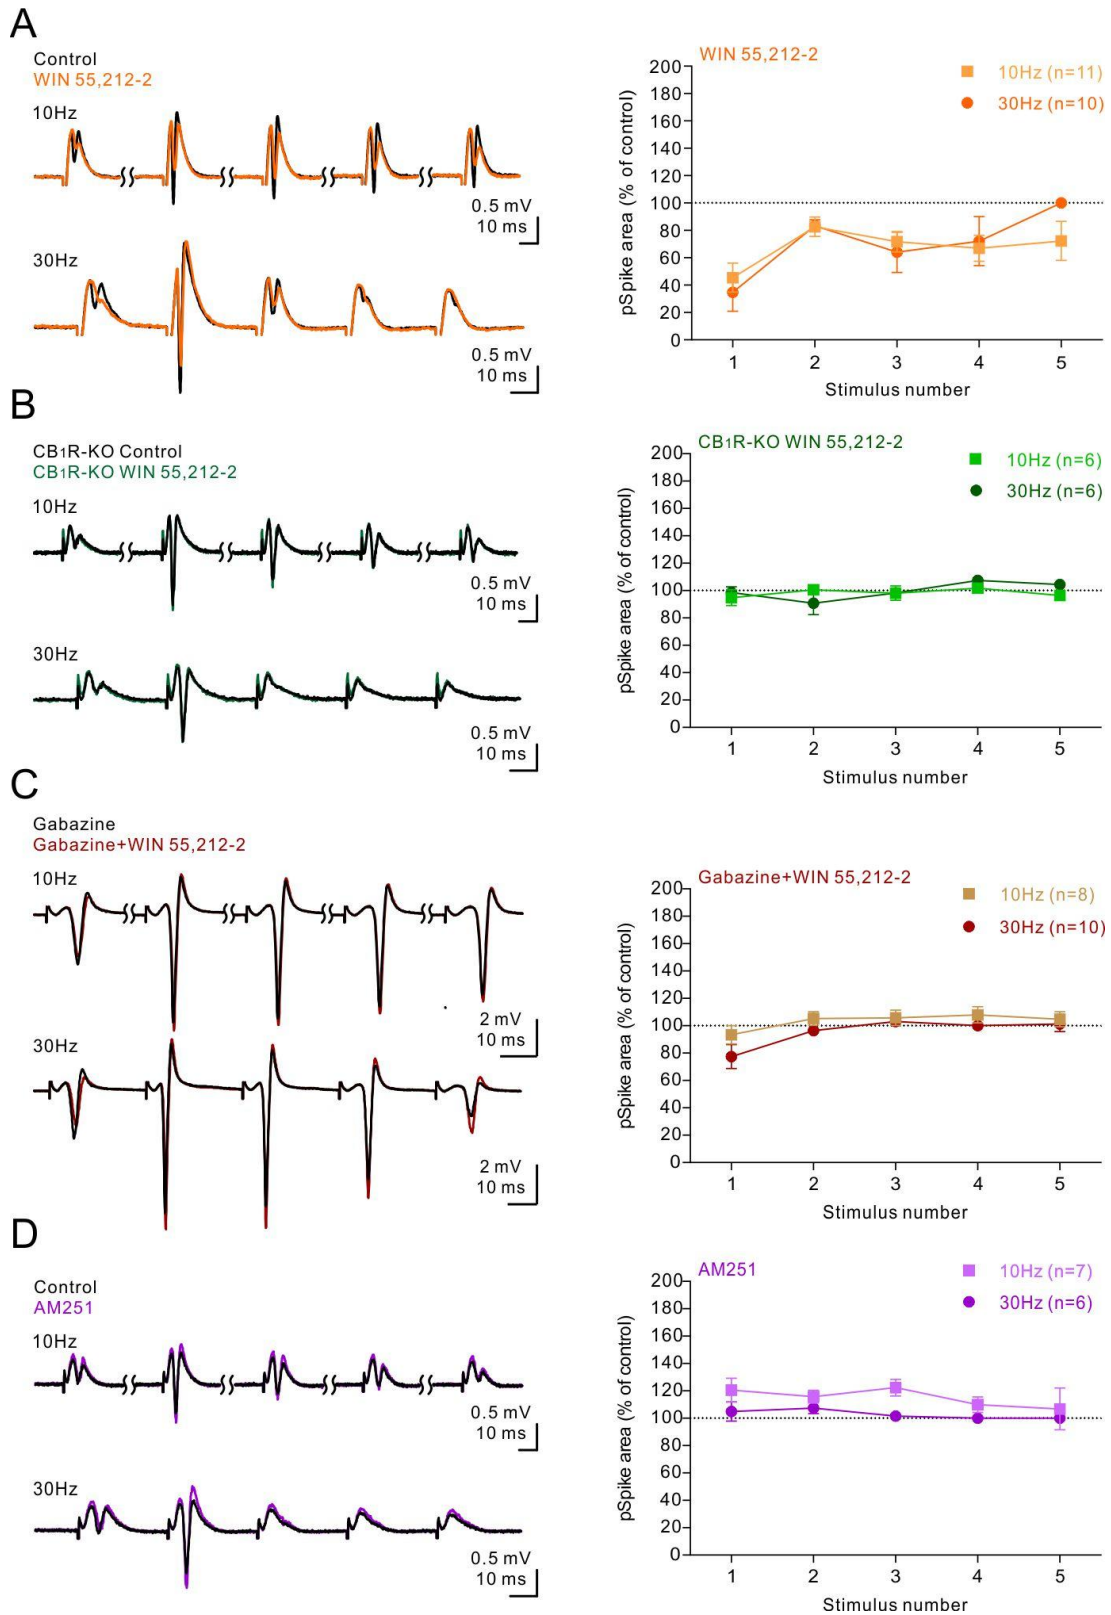 A
Control
WIN 55,212-2
10Hz
0.5 mV
10 ms
30Hz
0.5 mV
10 ms
WIN 55,212-2
10Hz (n=11)
30Hz (n=10)
pSpike area (% of control)
200
180
160
140
120
100
80
60
40
20
0
1 2 3 4 5
Stimulus number
B
CB1R-KO Control
CB1R-KO WIN 55,212-2
10Hz
0.5 mV
10 ms
30Hz
0.5 mV
10 ms
CB1R-KO WIN 55,212-2
10Hz (n=6)
30Hz (n=6)
pSpike area (% of control)
200
180
160
140
120
100
80
60
40
20
0
1 2 3 4 5
Stimulus number
C
Gabazine
Gabazine+WIN 55,212-2
10Hz
2 mV
10 ms
30Hz
2 mV
10 ms
Gabazine+WIN 55,212-2
10Hz (n=8)
30Hz (n=10)
pSpike area (% of control)
200
180
160
140
120
100
80
60
40
20
0
1 2 3 4 5
Stimulus number
D
Control
AM251
10Hz
0.5 mV
10 ms
30Hz
0.5 mV
10 ms
AM251
10Hz (n=7)
30Hz (n=6)
pSpike area (% of control)
200
180
160
140
120
100
80
60
40
20
0
1 2 3 4 5
Stimulus number